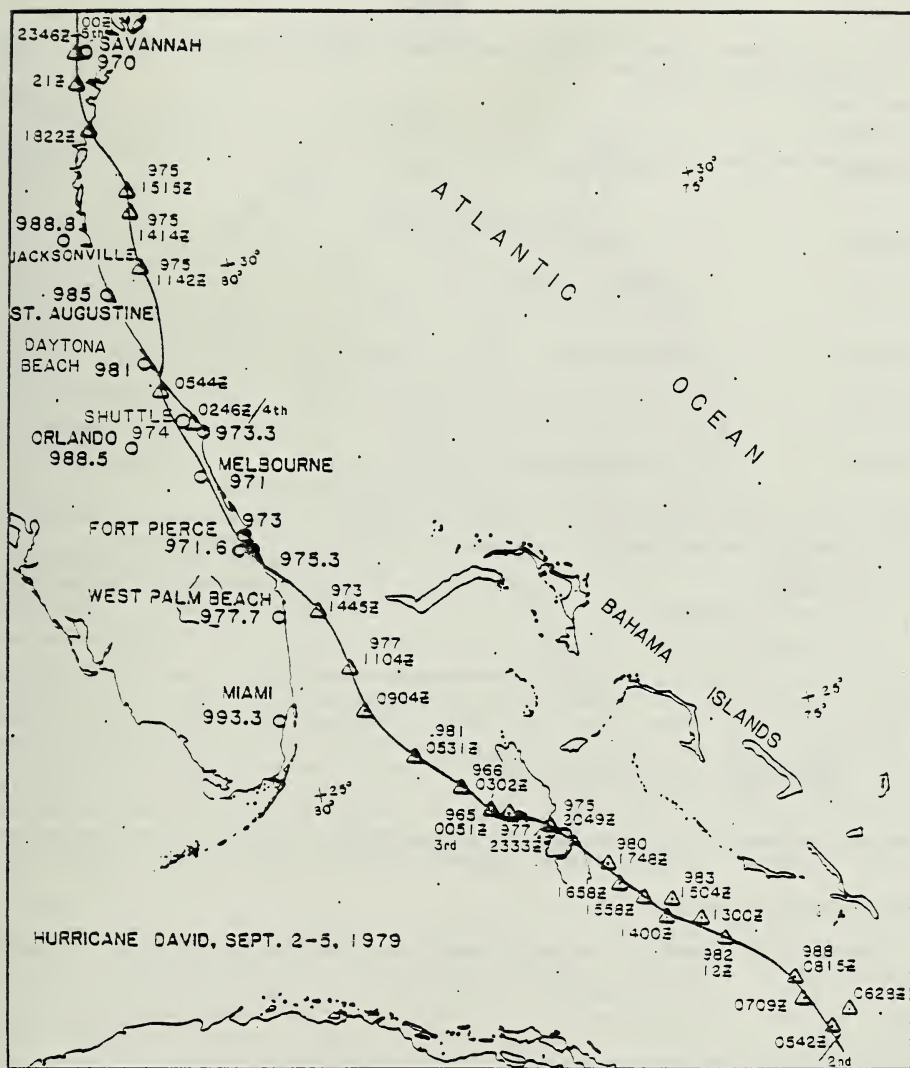 00Z
5th
2346Z
SAVANNAH
970
21Z
1822Z
975
1515Z
975
1414Z
975
1142Z
+30°
80°
+30°
75°
ATLANTIC
OCEAN
988.8
JACKSONVILLE
985
ST. AUGUSTINE
DAYTONA
BEACH
981
0544Z
0246Z/4th
SHUTTLE
974
973.3
ORLANDO
988.5
MELBOURNE
971
FORT PIERCE
973
971.6
975.3
WEST PALM BEACH
977.7
973
1445Z
977
1104Z
0904Z
MIAMI
993.3
981
0531Z
966
0302Z
965
0051Z
3rd
977
2333Z
975
2049Z
980
1748Z
1658Z
1558Z
983
1504Z
1400Z
1300Z
982
12Z
988
0815Z
0709Z
0628Z
0542Z
2nd
BAHAMA
ISLANDS
+25°
75°
+25°
30°
HURRICANE DAVID, SEPT. 2-5, 1979